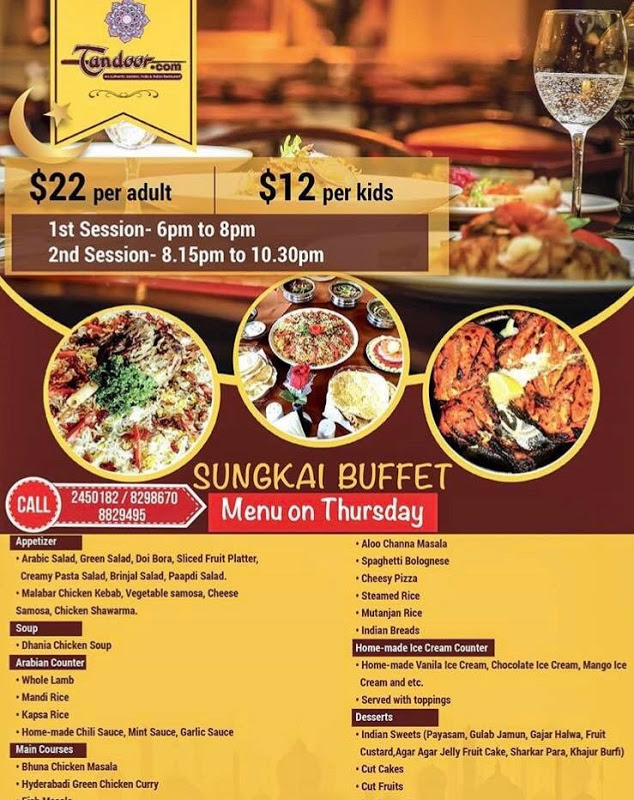 Tandoor.com
$22 per adult
$12 per kids
1st Session- 6pm to 8pm
2nd Session- 8.15pm to 10.30pm
SUNGKAI BUFFET
CALL
2450182 / 8298670
8829495
Menu on Thursday
Appetizer
• Arabic Salad, Green Salad, Doi Bora, Sliced Fruit Platter,
Creamy Pasta Salad, Brinjal Salad, Paapdi Salad.
• Malabar Chicken Kebab, Vegetable samosa, Cheese
Samosa, Chicken Shawarma.
Soup
• Dhania Chicken Soup
Arabian Counter
• Whole Lamb
• Mandi Rice
• Kapsa Rice
• Home-made Chili Sauce, Mint Sauce, Garlic Sauce
Main Courses
• Bhuna Chicken Masala
• Hyderabadi Green Chicken Curry
• Fish Masala
• Aloo Channa Masala
• Spaghetti Bolognese
• Cheesy Pizza
• Steamed Rice
• Mutanjan Rice
• Indian Breads
Home-made Ice Cream Counter
• Home-made Vanila Ice Cream, Chocolate Ice Cream, Mango Ice
Cream and etc.
• Served with toppings
Desserts
• Indian Sweets (Payasam, Gulab Jamun, Gajar Halwa, Fruit
Custard,Agar Agar Jelly Fruit Cake, Sharkar Para, Khajur Burfi)
• Cut Cakes
• Cut Fruits